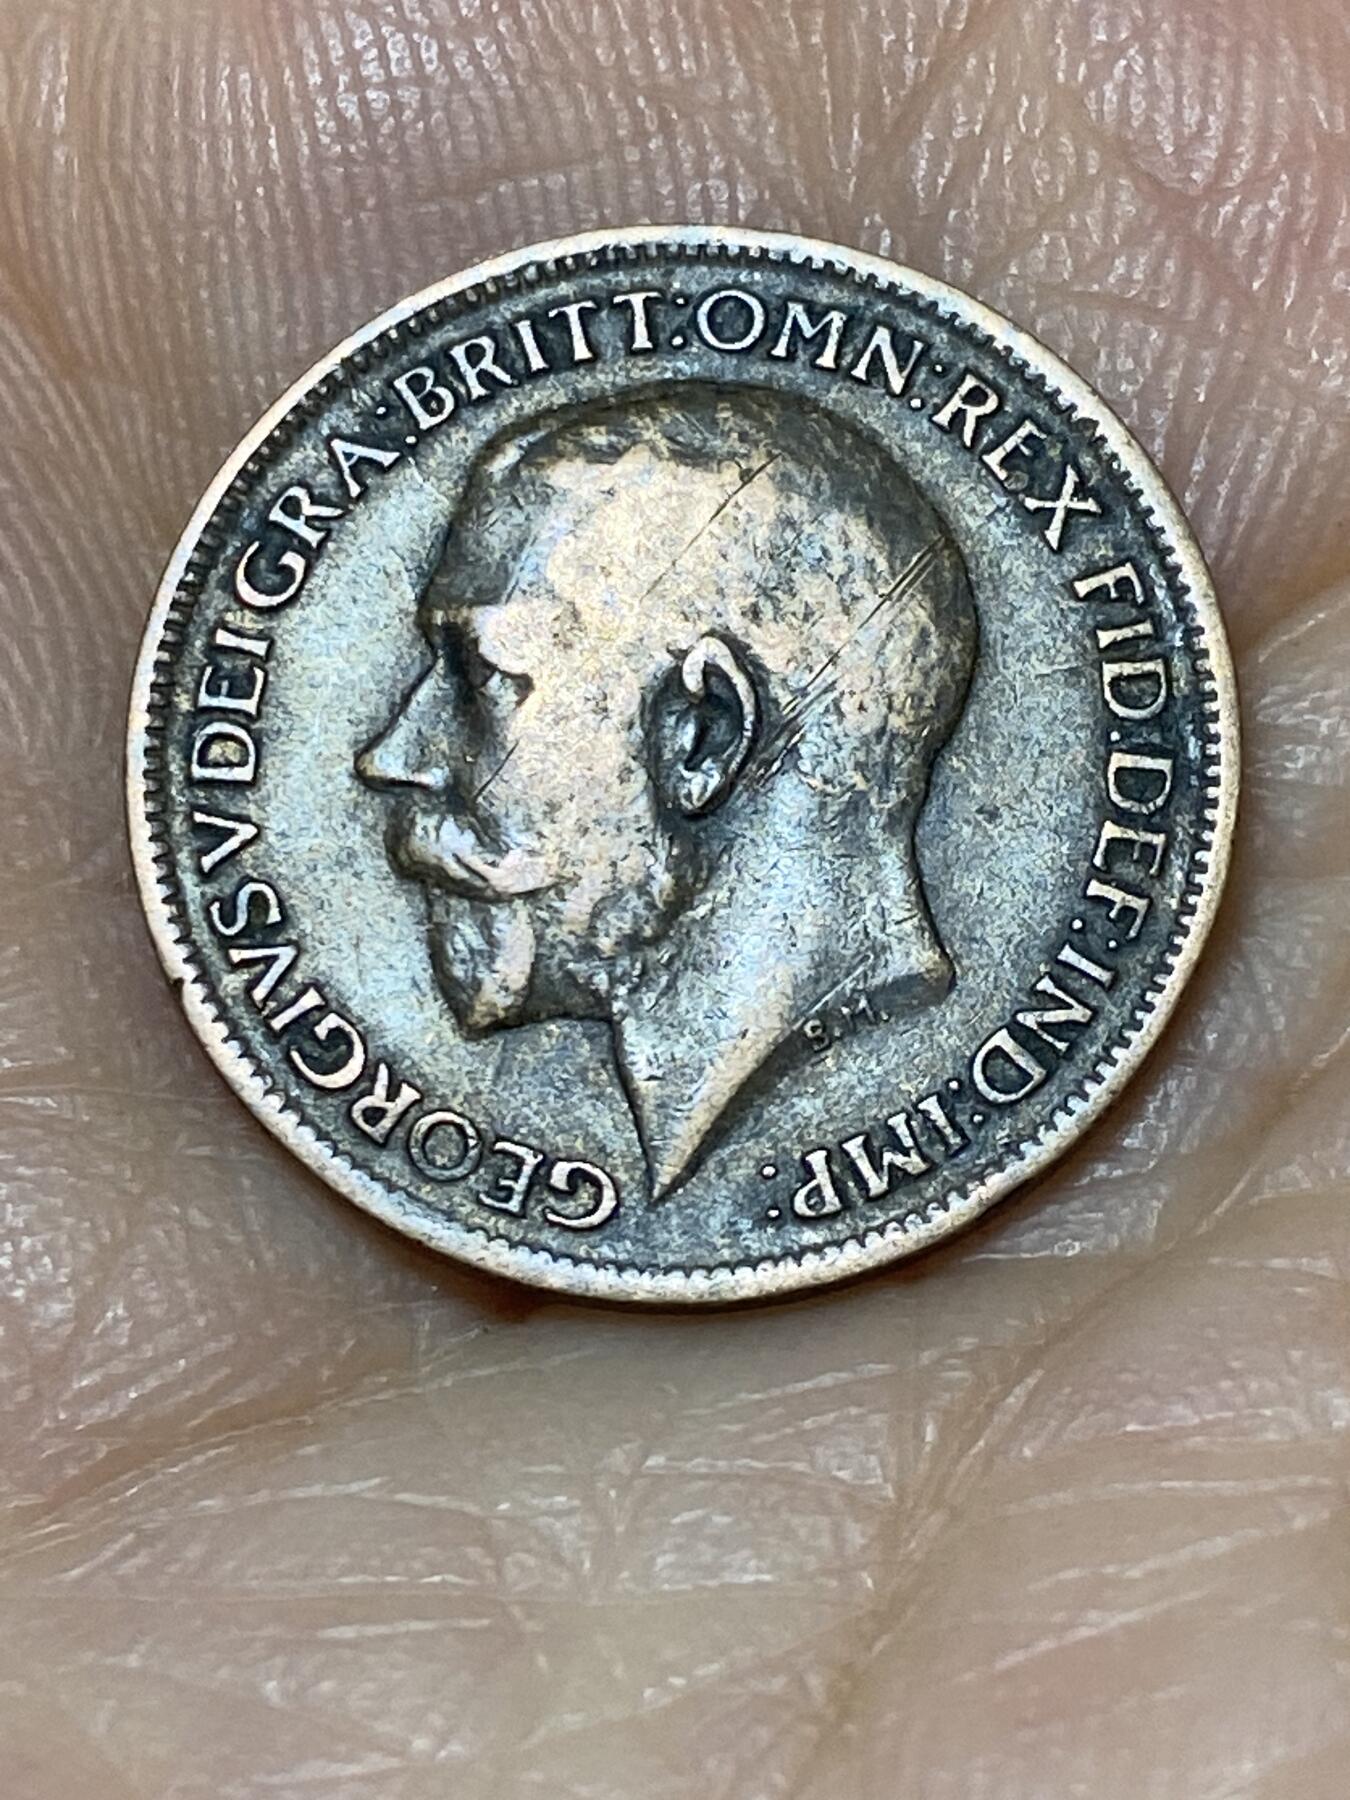 GEORGIVS V DEI GRA: BRITT: OMN: REX FID: DEF: IND: IMP: